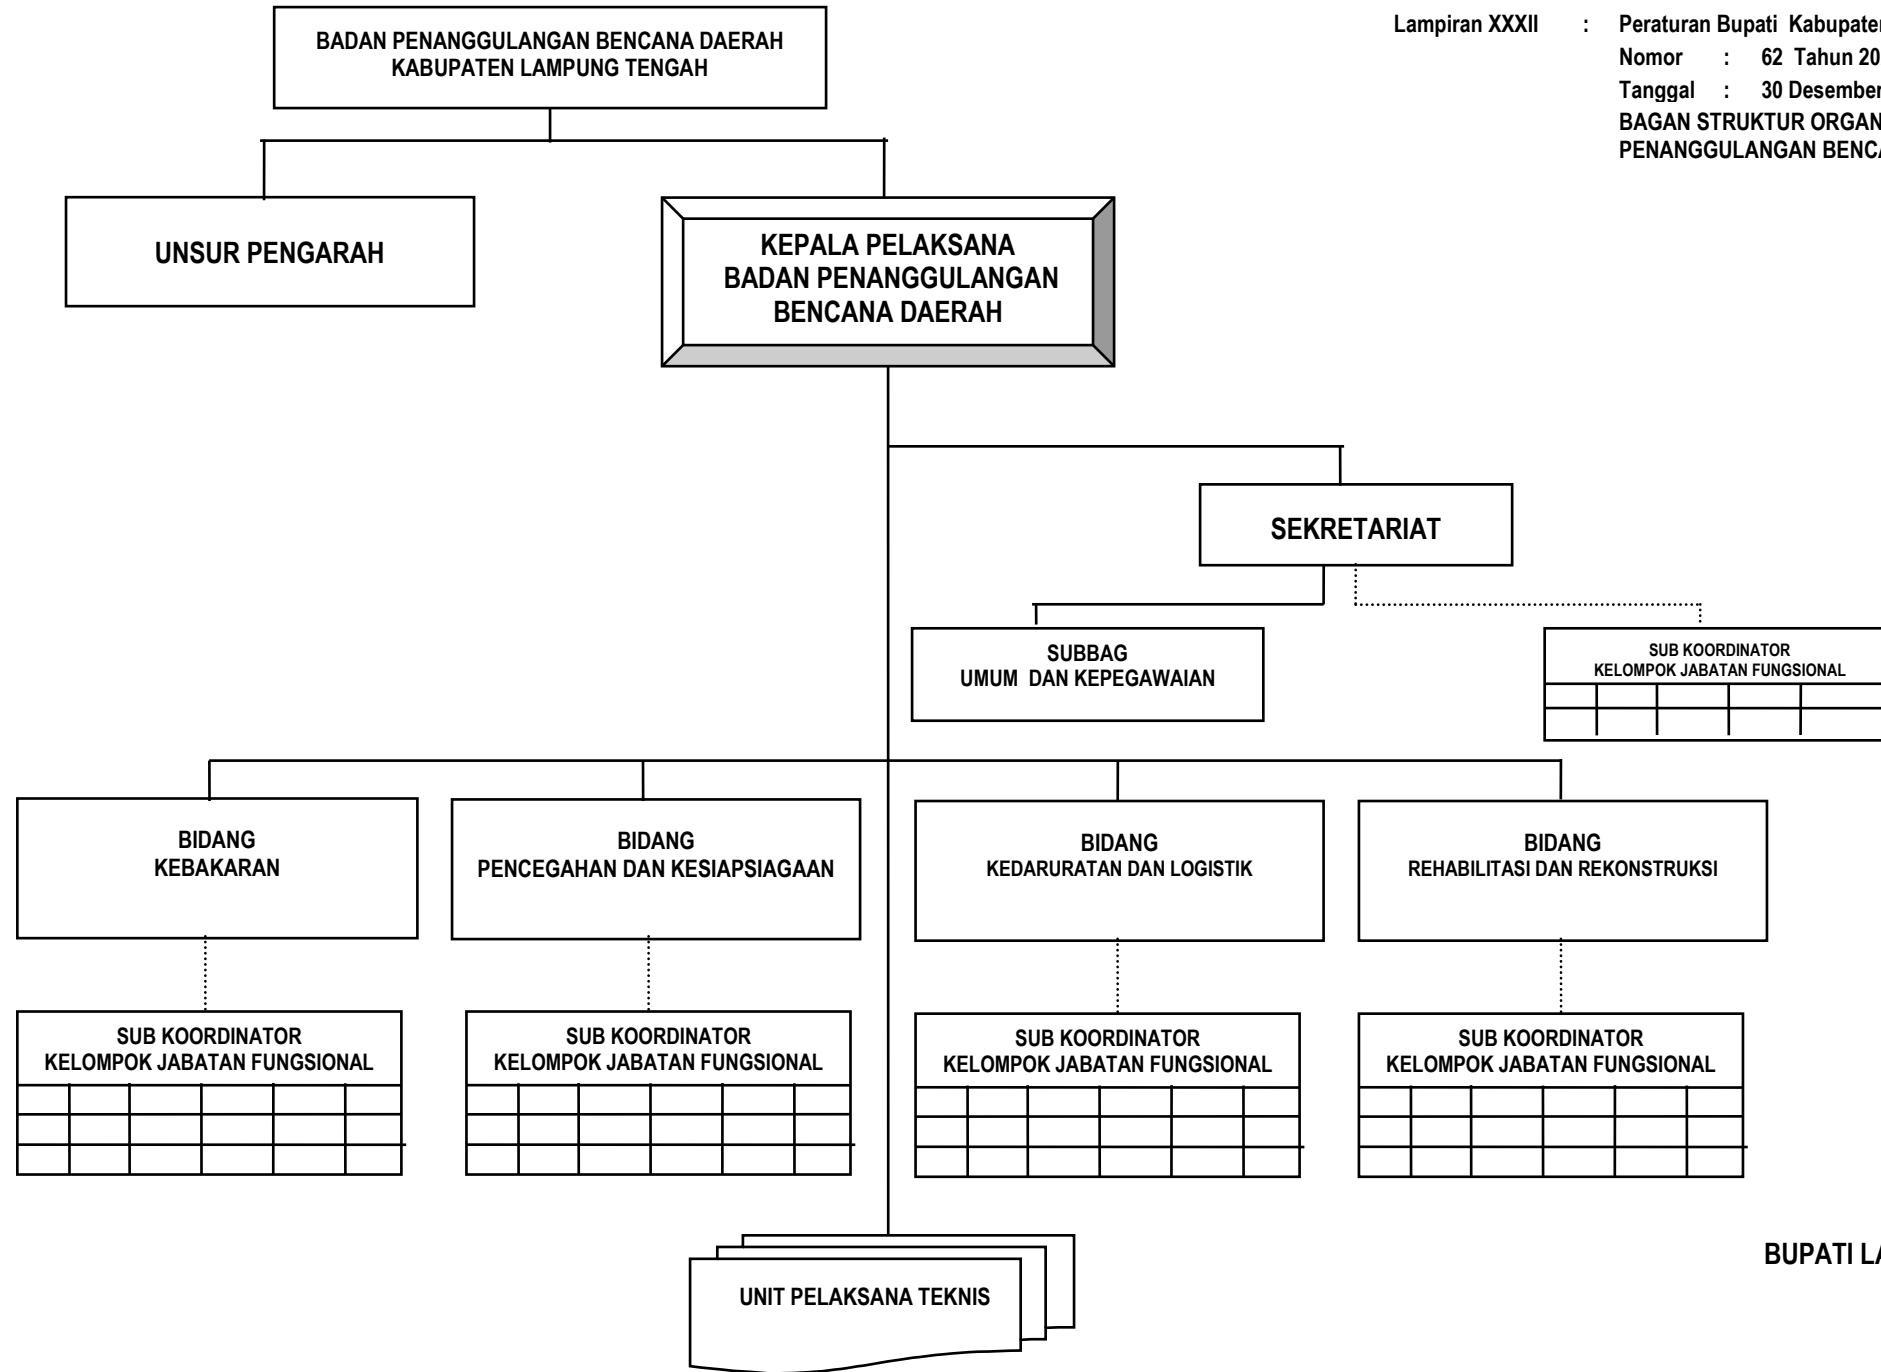 BADAN PENANGGULANGAN BENCANA DAERAH
KABUPATEN LAMPUNG TENGAH
Lampiran XXXII : Peraturan Bupati Kabupaten
Nomor : 62 Tahun 20
Tanggal : 30 Desember
BAGAN STRUKTUR ORGAN
PENANGGULANGAN BENCA
UNSUR PENGARAH
KEPALA PELAKSANA
BADAN PENANGGULANGAN
BENCANA DAERAH
SEKRETARIAT
SUBBAG
UMUM DAN KEPEGAWAIAN
SUB KOORDINATOR
KELOMPOK JABATAN FUNGSIONAL
BIDANG
KEBAKARAN
BIDANG
PENCEGAHAN DAN KESIAPSIAGAAN
BIDANG
KEDARURATAN DAN LOGISTIK
BIDANG
REHABILITASI DAN REKONSTRUKSI
SUB KOORDINATOR
KELOMPOK JABATAN FUNGSIONAL
SUB KOORDINATOR
KELOMPOK JABATAN FUNGSIONAL
SUB KOORDINATOR
KELOMPOK JABATAN FUNGSIONAL
SUB KOORDINATOR
KELOMPOK JABATAN FUNGSIONAL
UNIT PELAKSANA TEKNIS
BUPATI LA